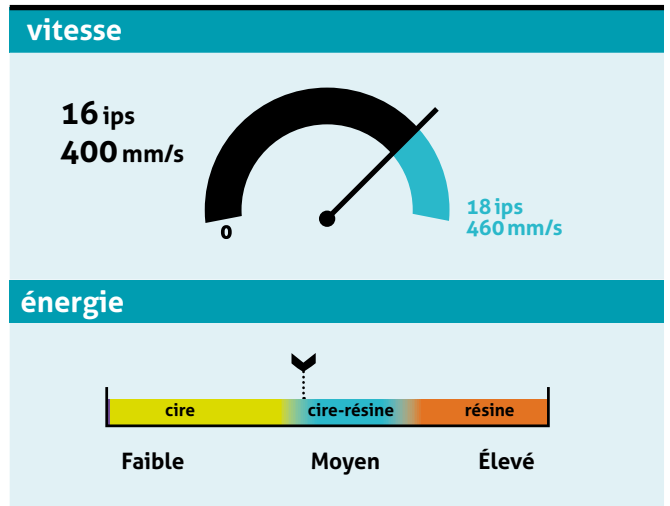 vitesse
16 ips
400 mm/s
0
18 ips
460 mm/s
énergie
cire cire-résine résine
Faible Moyen Élevé